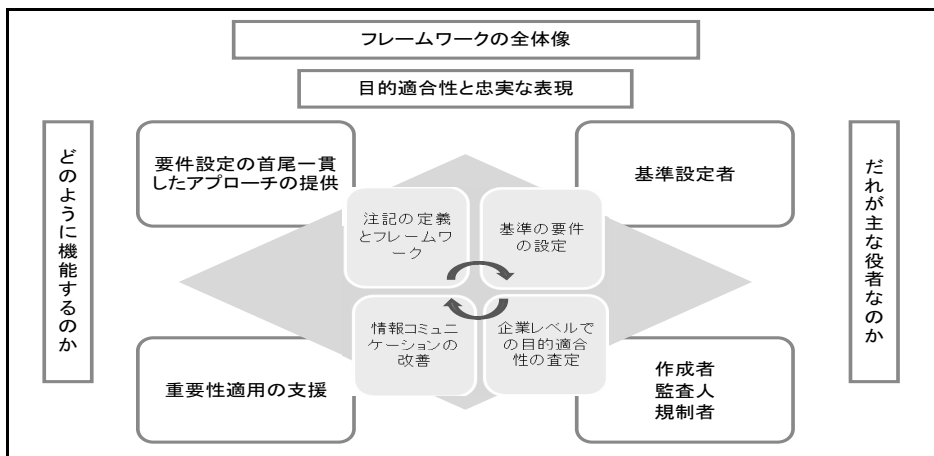 フレームワークの全体像
目的適合性と忠実な表現
どのように機能するのか
要件設定の首尾一貫
したアプローチの提供
基準設定者
だれが主な役者なのか
注記の定義
とフレームワ
ーク
基準の要件
の設定
情報コミュニ
ケーションの
改善
企業レベルで
の目的適合
性の査定
重要性適用の支援
作成者
監査人
規制者